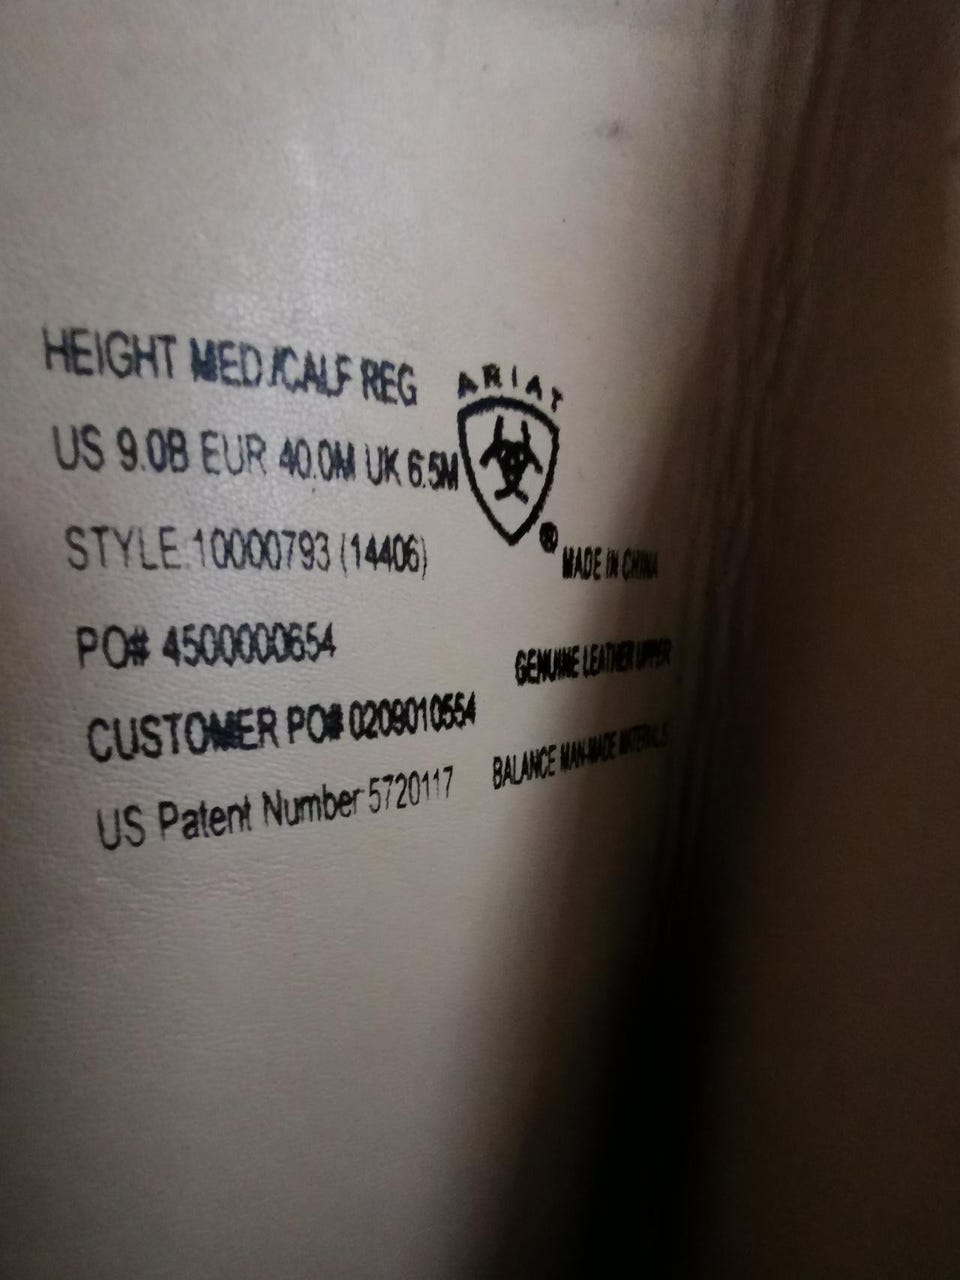 HEIGHT MED./CALF REG
ARIAT
US 9.0B EUR 40.0M UK 6.5M
®
STYLE:10000793 (14406)
MADE IN CHINA
PO# 4500000654
GENUINE LEATHER UPPER
CUSTOMER PO# 0209010554
BALANCE MAN-MADE MATERIALS
US Patent Number 5720117